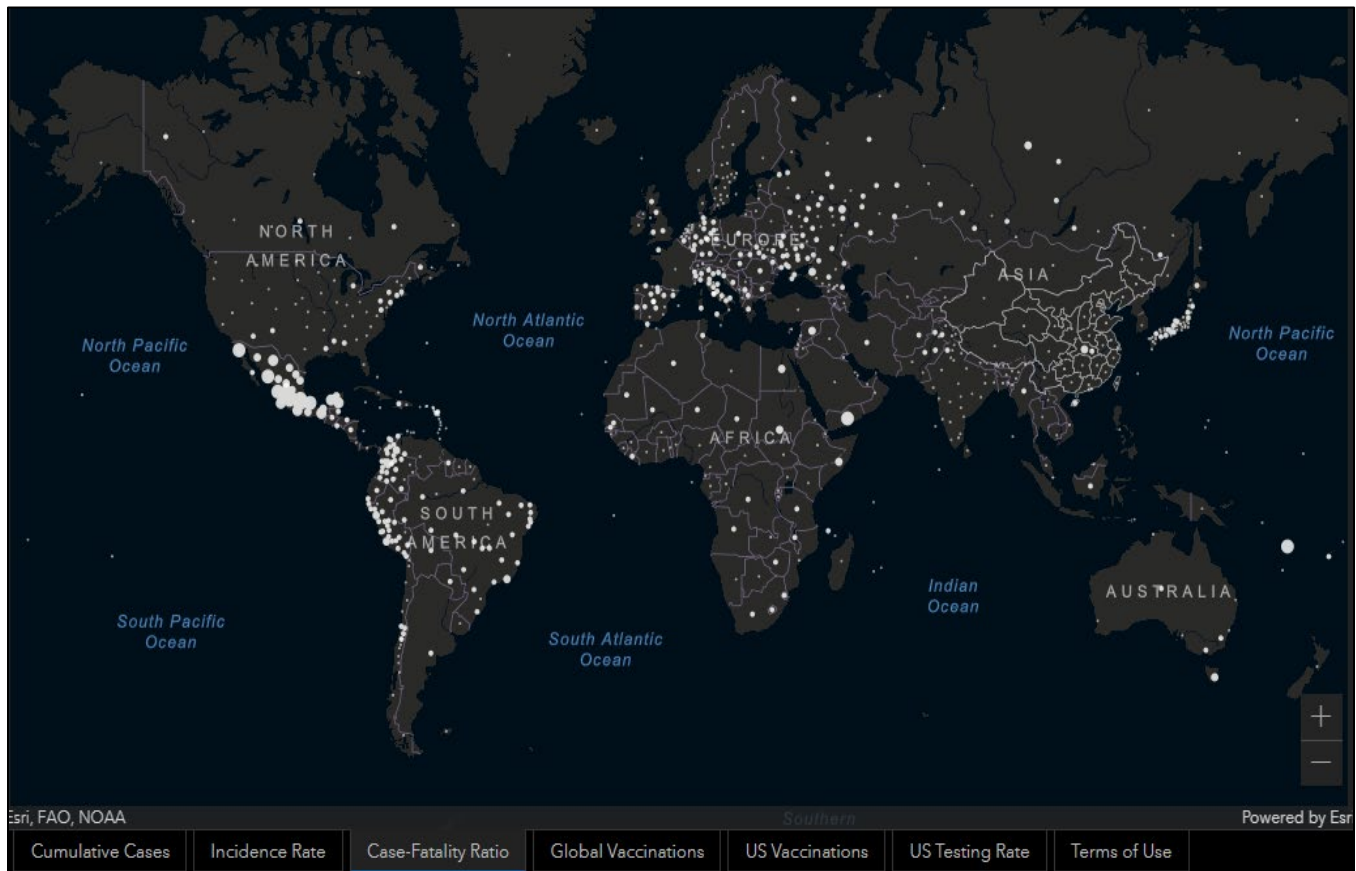 NORTH
AMERICA
EUROPE
ASIA
North Atlantic
Ocean
North Pacific
Ocean
North Pacific
Ocean
AFRICA
SOUTH
AMERICA
Indian
Ocean
AUSTRALIA
South Pacific
Ocean
South Atlantic
Ocean
+
−
Esri, FAO, NOAA
Southern
Powered by Esr
Cumulative Cases
Incidence Rate
Case-Fatality Ratio
Global Vaccinations
US Vaccinations
US Testing Rate
Terms of Use